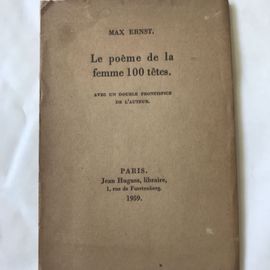 MAX ERNST.
Le poème de la
femme 100 têtes.
AVEC UN DOUBLE FRONTISPICE
DE L'AUTEUR.
PARIS.
Jean Hugues, libraire,
1, rue de Furstenberg.
1959.